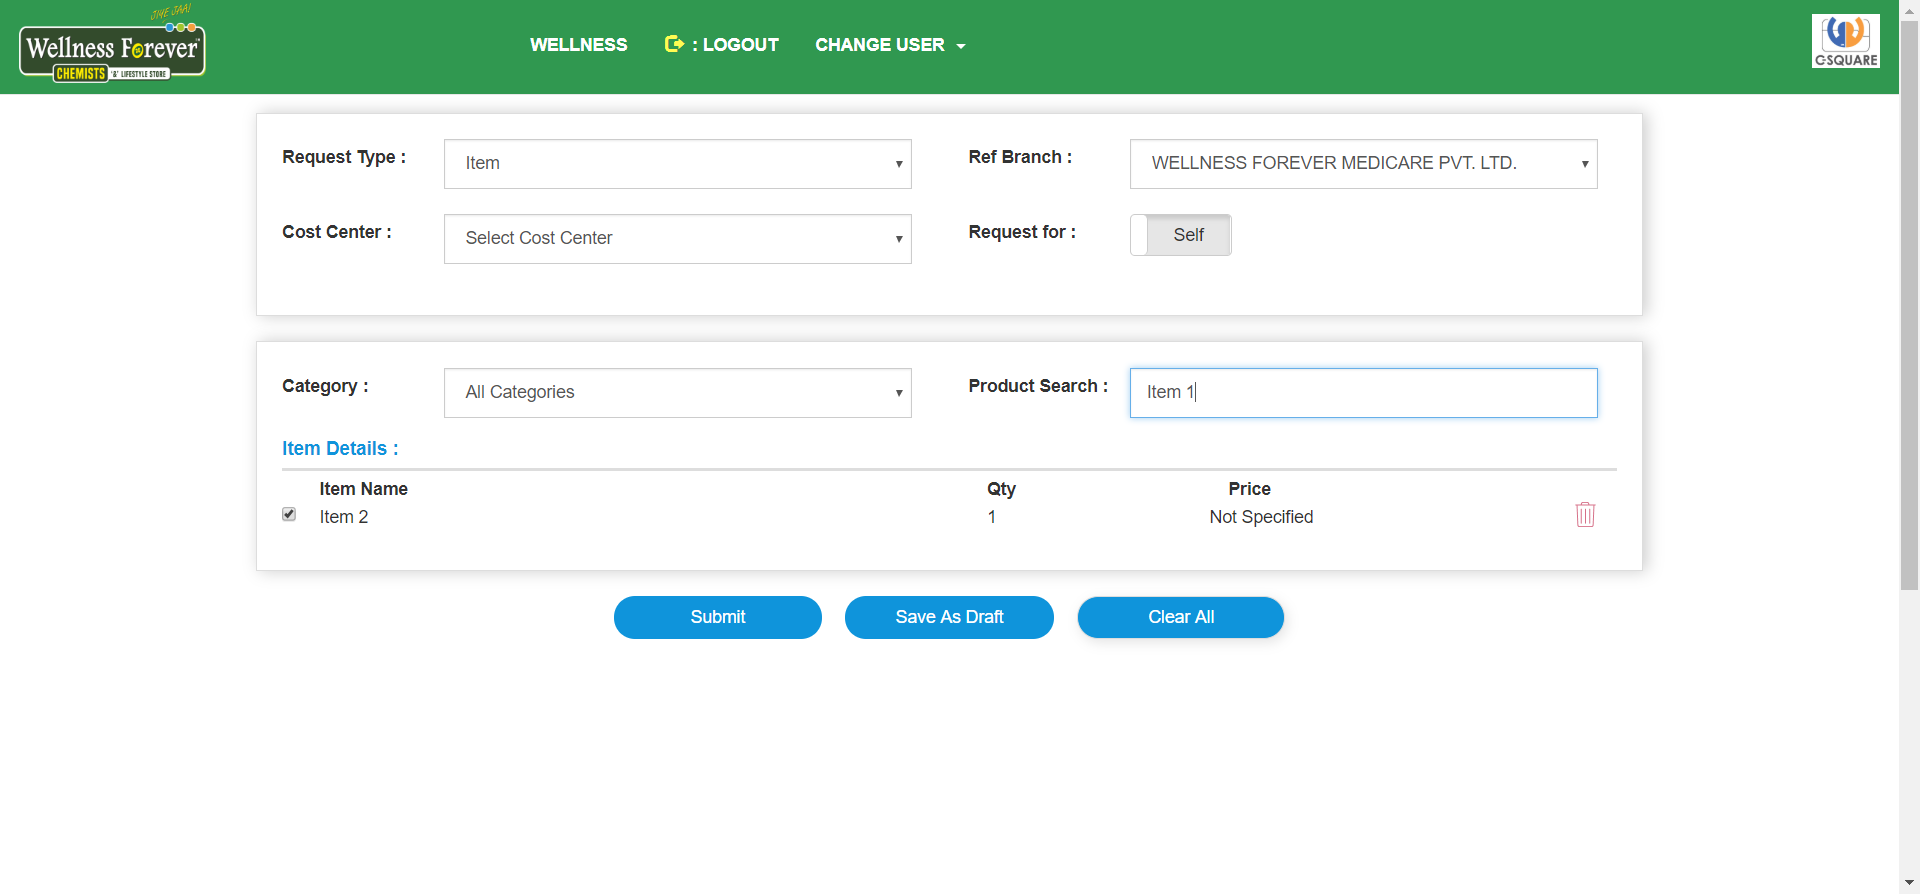 JIYE JAAI
Wellness Forever
CHEMISTS '&' LIFESTYLE STORE
WELLNESS
: LOGOUT
CHANGE USER
C-SQUARE
Request Type :
Item
Ref Branch :
WELLNESS FOREVER MEDICARE PVT. LTD.
Cost Center :
Select Cost Center
Request for :
Self
Category :
All Categories
Product Search :
Item 1
Item Details :
Item Name Qty Price
Item 2 1 Not Specified
Submit
Save As Draft
Clear All